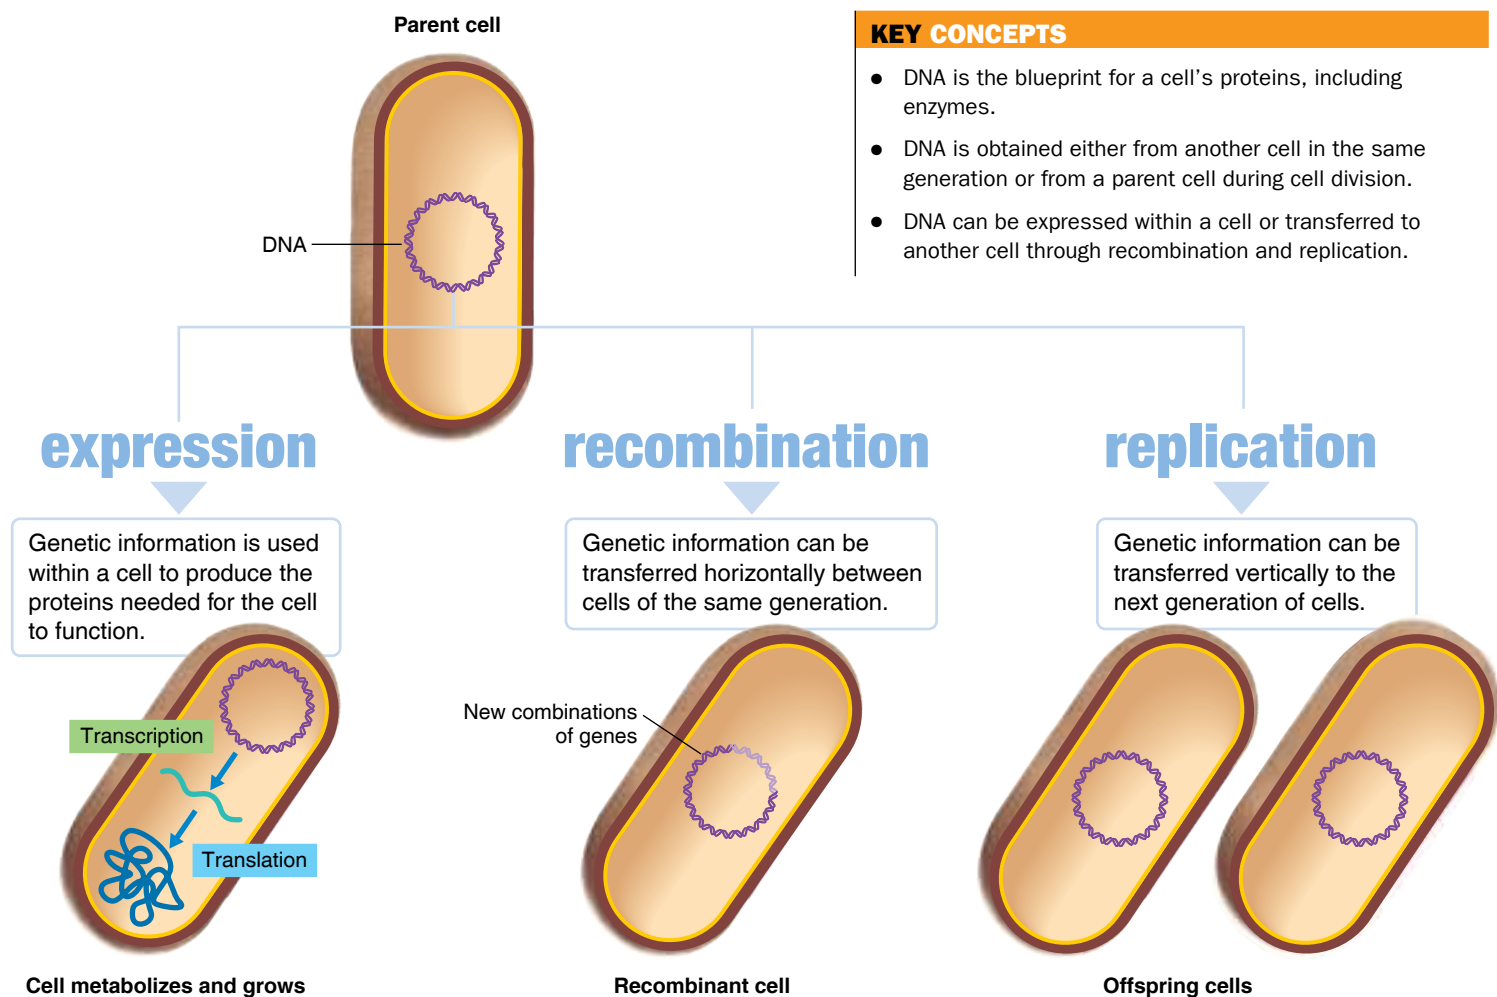 Parent cell
KEY CONCEPTS
● DNA is the blueprint for a cell's proteins, including
enzymes.
● DNA is obtained either from another cell in the same
generation or from a parent cell during cell division.
● DNA can be expressed within a cell or transferred to
another cell through recombination and replication.
DNA
expression
Genetic information is used
within a cell to produce the
proteins needed for the cell
to function.
Transcription
Translation
Cell metabolizes and grows
recombination
Genetic information can be
transferred horizontally between
cells of the same generation.
New combinations
of genes
Recombinant cell
replication
Genetic information can be
transferred vertically to the
next generation of cells.
Offspring cells